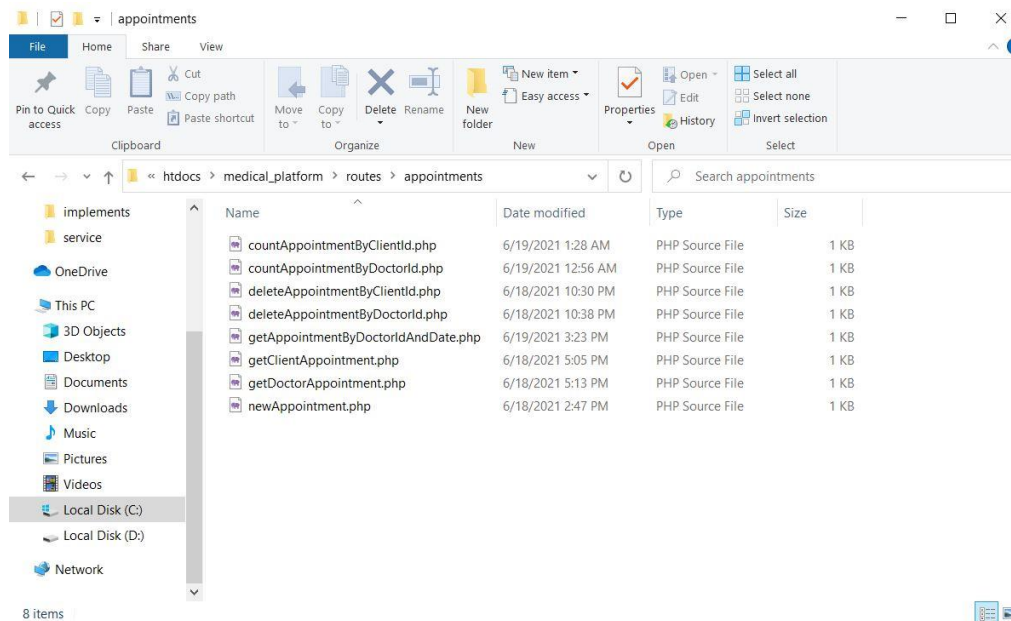 appointments
File Home Share View
Pin to Quick access
Copy
Paste
Cut
Copy path
Paste shortcut
Clipboard
Move to
Copy to
Delete
Rename
Organize
New folder
New item
Easy access
New
Properties
Open
Edit
History
Open
Select all
Select none
Invert selection
Select
« htdocs > medical_platform > routes > appointments
Search appointments
implements
service
OneDrive
This PC
3D Objects
Desktop
Documents
Downloads
Music
Pictures
Videos
Local Disk (C:)
Local Disk (D:)
Network
Name Date modified Type Size
countAppointmentByClientId.php 6/19/2021 1:28 AM PHP Source File 1 KB
countAppointmentByDoctorId.php 6/19/2021 12:56 AM PHP Source File 1 KB
deleteAppointmentByClientId.php 6/18/2021 10:30 PM PHP Source File 1 KB
deleteAppointmentByDoctorId.php 6/18/2021 10:38 PM PHP Source File 1 KB
getAppointmentByDoctorIdAndDate.php 6/19/2021 3:23 PM PHP Source File 1 KB
getClientAppointment.php 6/18/2021 5:05 PM PHP Source File 1 KB
getDoctorAppointment.php 6/18/2021 5:13 PM PHP Source File 1 KB
newAppointment.php 6/18/2021 2:47 PM PHP Source File 1 KB
8 items